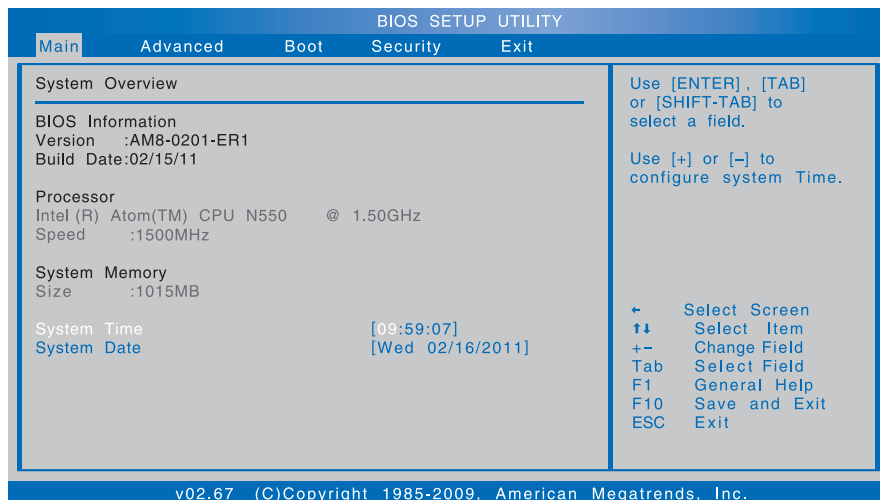 BIOS SETUP UTILITY
Main Advanced Boot Security Exit
System Overview
BIOS Information
Version :AM8-0201-ER1
Build Date:02/15/11
Processor
Intel (R) Atom(TM) CPU N550 @ 1.50GHz
Speed :1500MHz
System Memory
Size :1015MB
System Time [09:59:07]
System Date [Wed 02/16/2011]
Use [ENTER], [TAB]
or [SHIFT-TAB] to
select a field.
Use [+] or [–] to
configure system Time.
← Select Screen
↑↓ Select Item
+– Change Field
Tab Select Field
F1 General Help
F10 Save and Exit
ESC Exit
v02.67 (C)Copyright 1985-2009, American Megatrends, Inc.